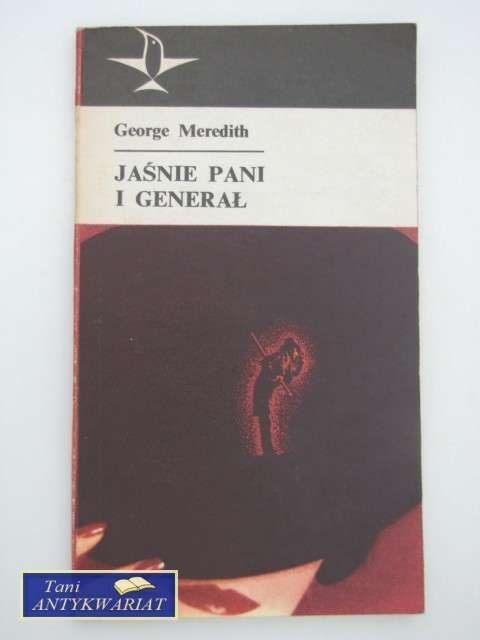 George Meredith
JAŚNIE PANI
I GENERAŁ
Tani
ANTYKWARIAT